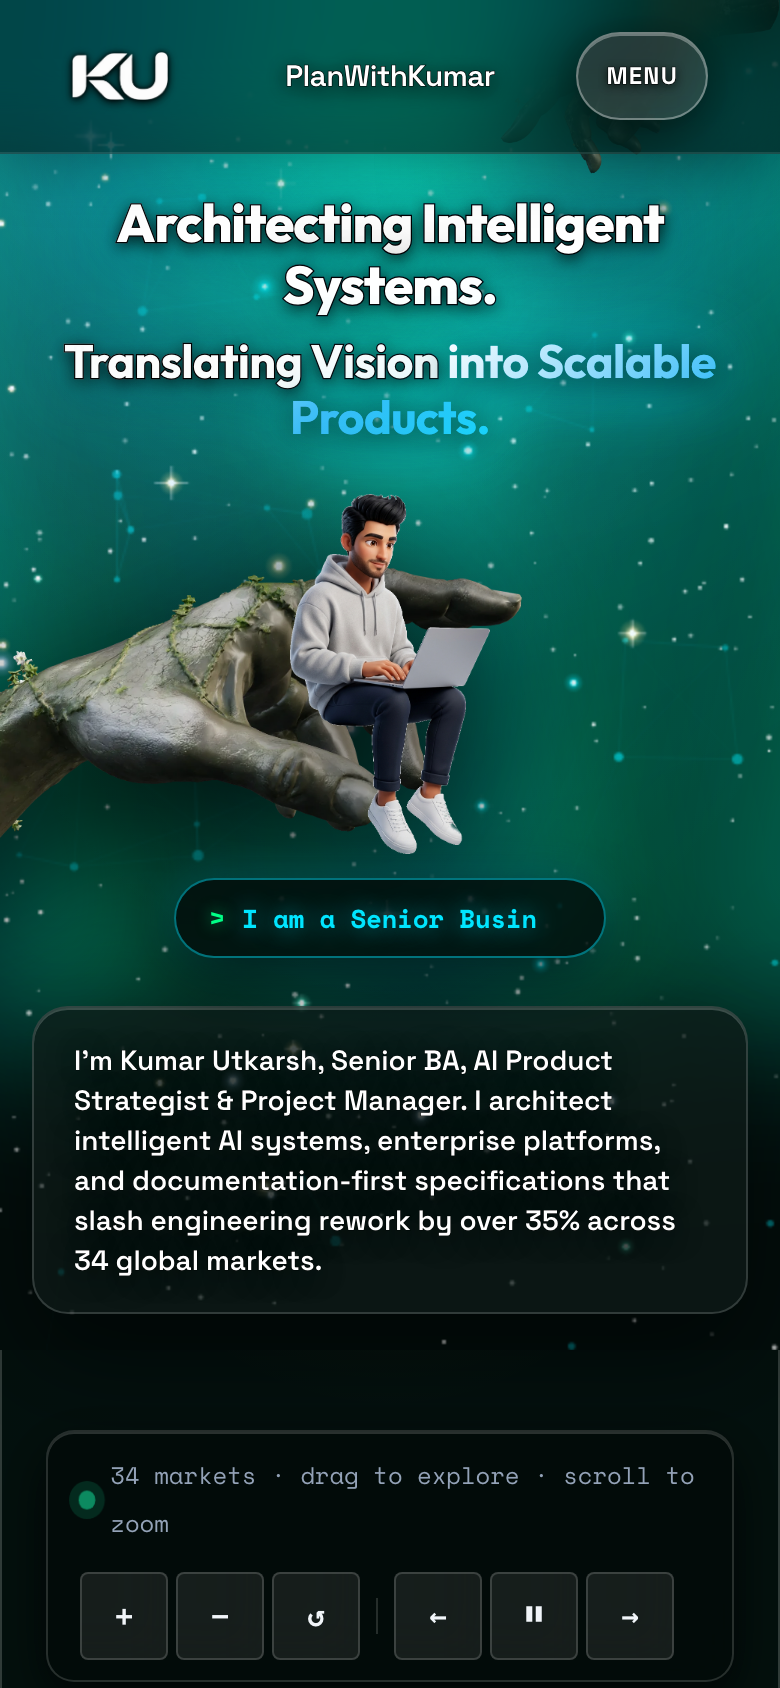 KU
PlanWithKumar
MENU
Architecting Intelligent
Systems.
Translating Vision into Scalable
Products.
> I am a Senior Busin
I'm Kumar Utkarsh, Senior BA, AI Product
Strategist & Project Manager. I architect
intelligent AI systems, enterprise platforms,
and documentation-first specifications that
slash engineering rework by over 35% across
34 global markets.
34 markets · drag to explore · scroll to
zoom
+ − ↺ ← ⏸ →